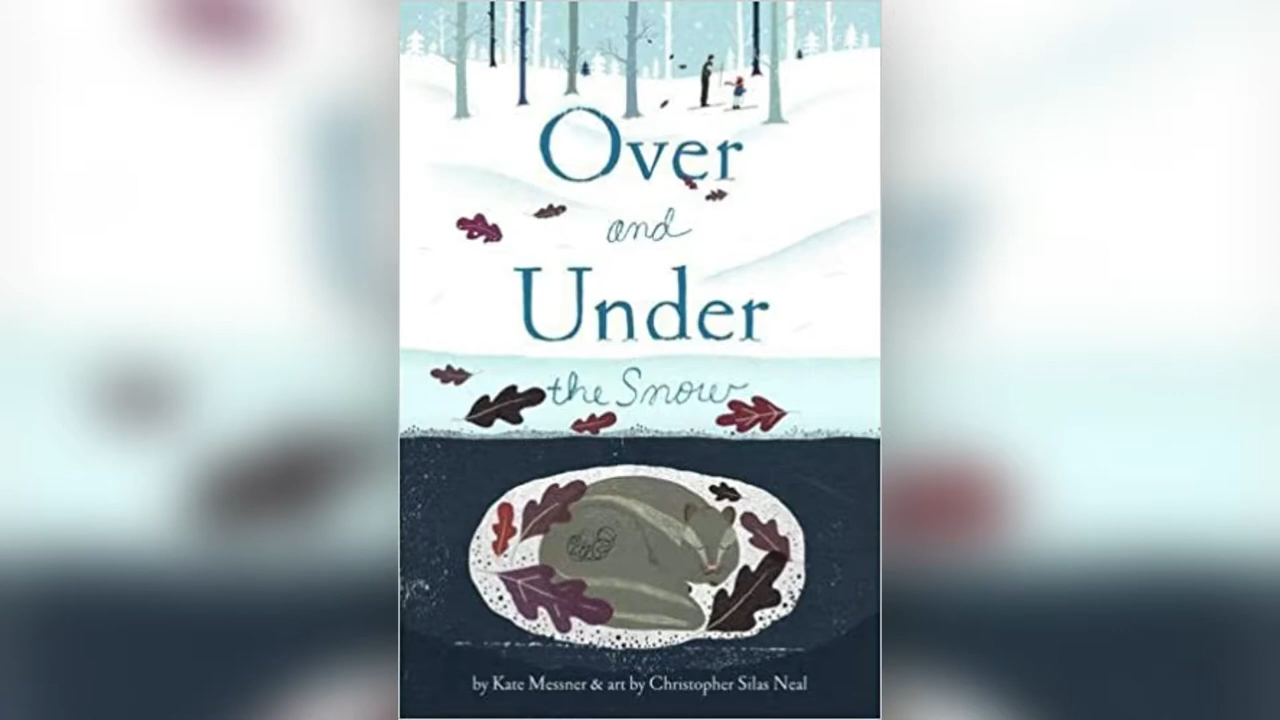 Over
and
Under
the Snow
by Kate Messner & art by Christopher Silas Neal